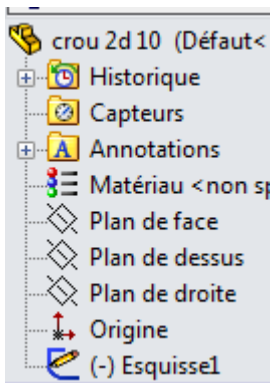 crou 2d 10 (Défaut<
Historique
Capteurs
A Annotations
Matériau <non sp
Plan de face
Plan de dessus
Plan de droite
Origine
(-) Esquisse1